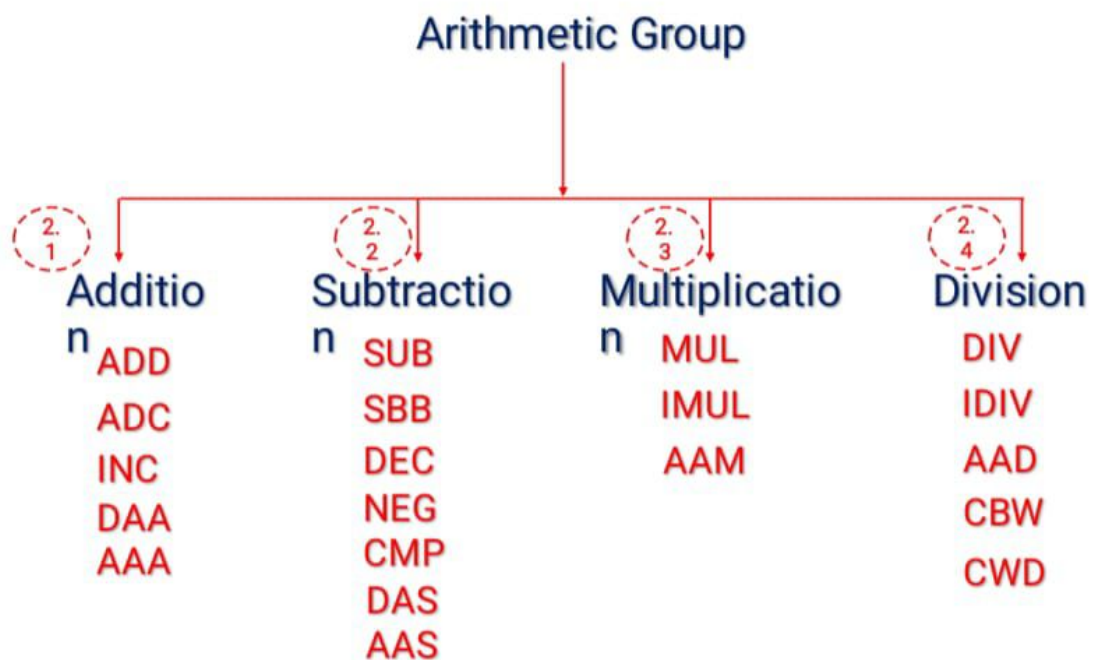 Arithmetic Group
2.
1
Additio
n
ADD
ADC
INC
DAA
AAA
2.
2
Subtractio
n
SUB
SBB
DEC
NEG
CMP
DAS
AAS
2.
3
Multiplicatio
n
MUL
IMUL
AAM
2.
4
Division
DIV
IDIV
AAD
CBW
CWD